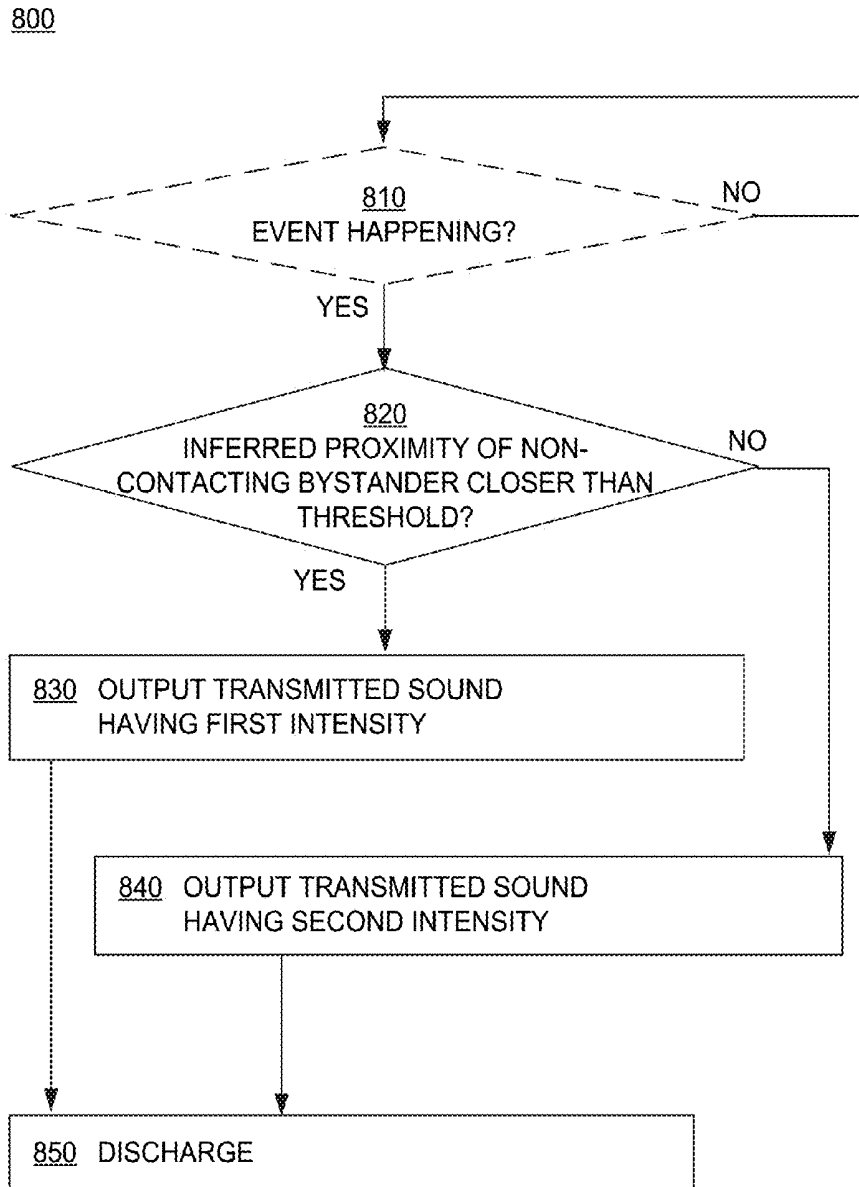 800
810
EVENT HAPPENING?
NO
YES
820
INFERRED PROXIMITY OF NON-
CONTACTING BYSTANDER CLOSER THAN
THRESHOLD?
NO
YES
830 OUTPUT TRANSMITTED SOUND
HAVING FIRST INTENSITY
840 OUTPUT TRANSMITTED SOUND
HAVING SECOND INTENSITY
850 DISCHARGE